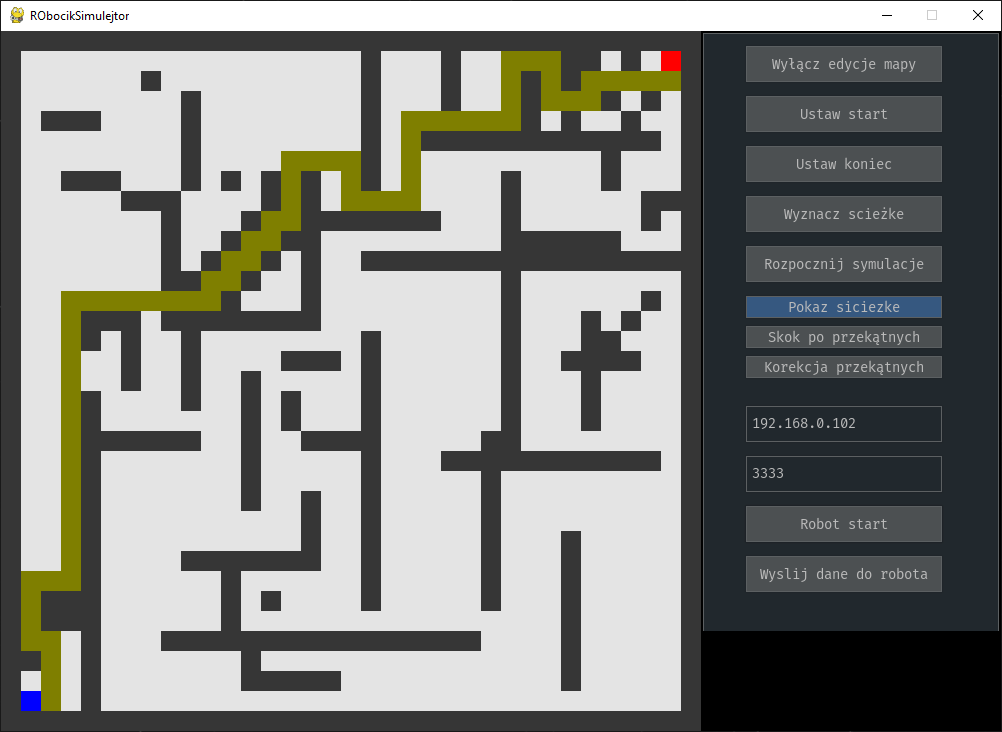 RObocikSimulejtor
Wyłącz edycje mapy
Ustaw start
Ustaw koniec
Wyznacz scieżke
Rozpocznij symulacje
Pokaz siciezke
Skok po przekątnych
Korekcja przekątnych
192.168.0.102
3333
Robot start
Wyslij dane do robota